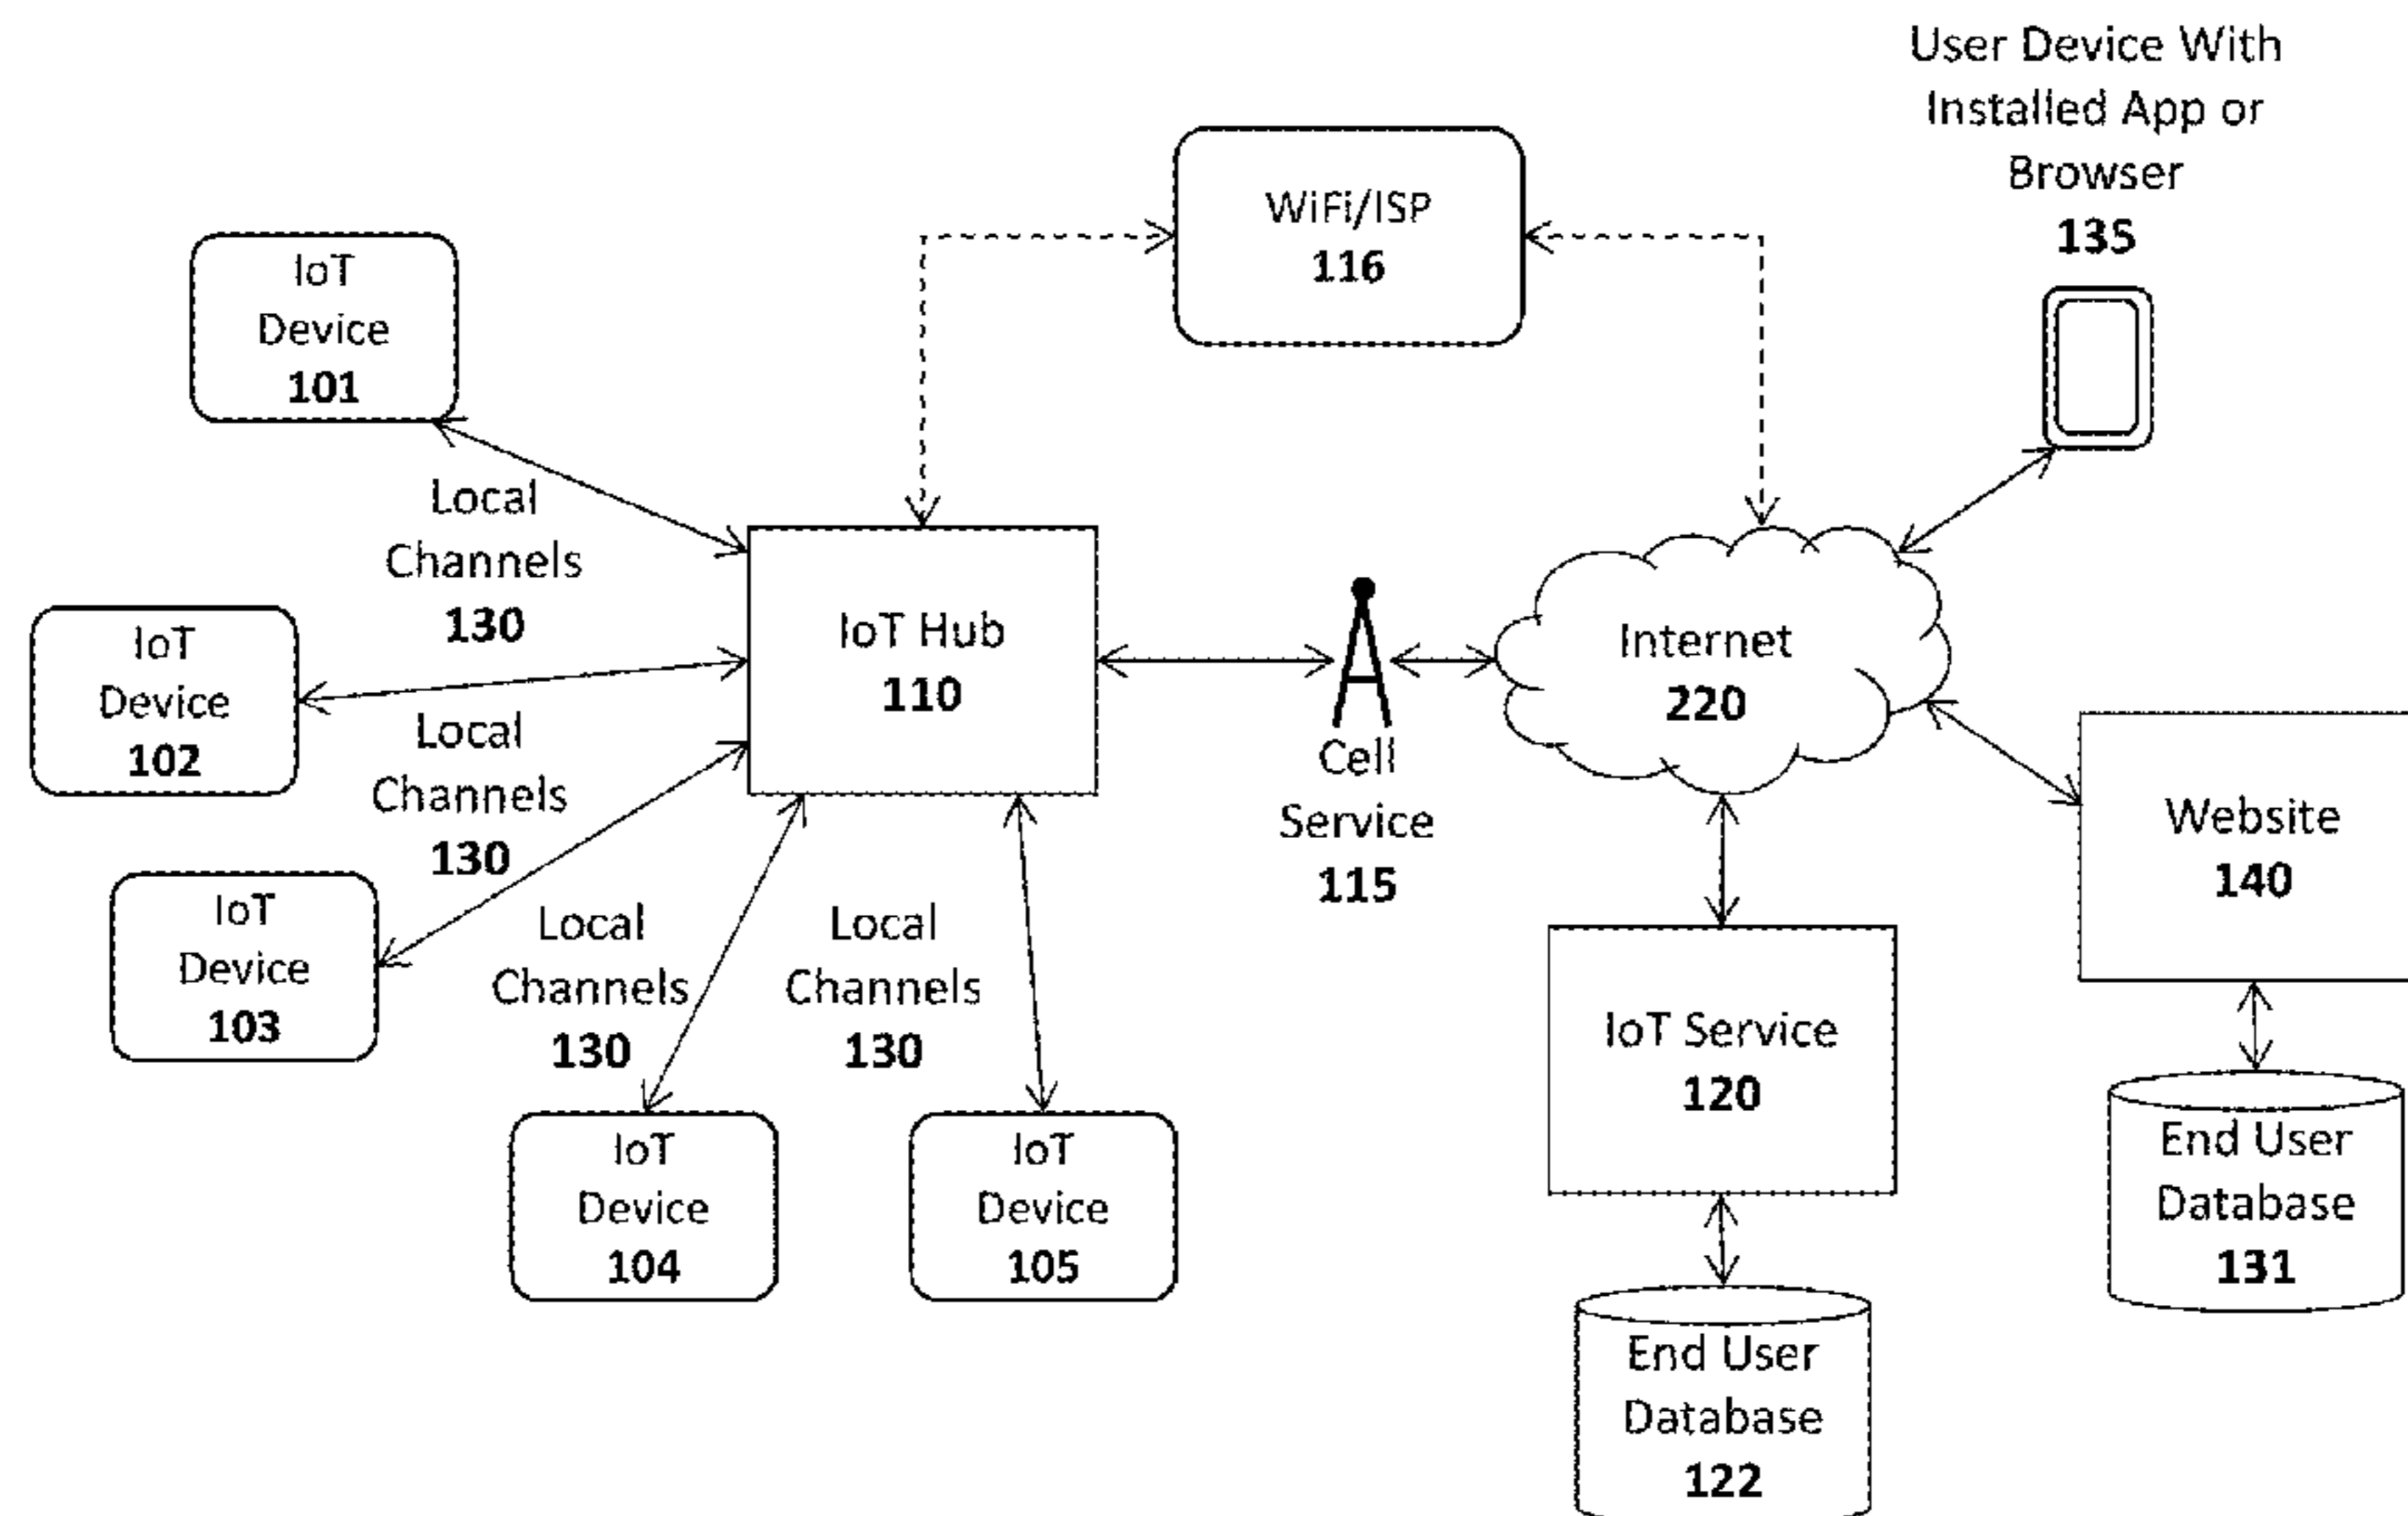 User Device With
Installed App or
Browser
135
WiFi/ISP
116
IoT
Device
101
Local
Channels
130
IoT Hub
110
Internet
220
IoT
Device
102
Local
Channels
130
Cell
Service
115
Website
140
IoT
Device
103
Local
Channels
130
Local
Channels
130
IoT Service
120
IoT
Device
104
IoT
Device
105
End User
Database
131
End User
Database
122